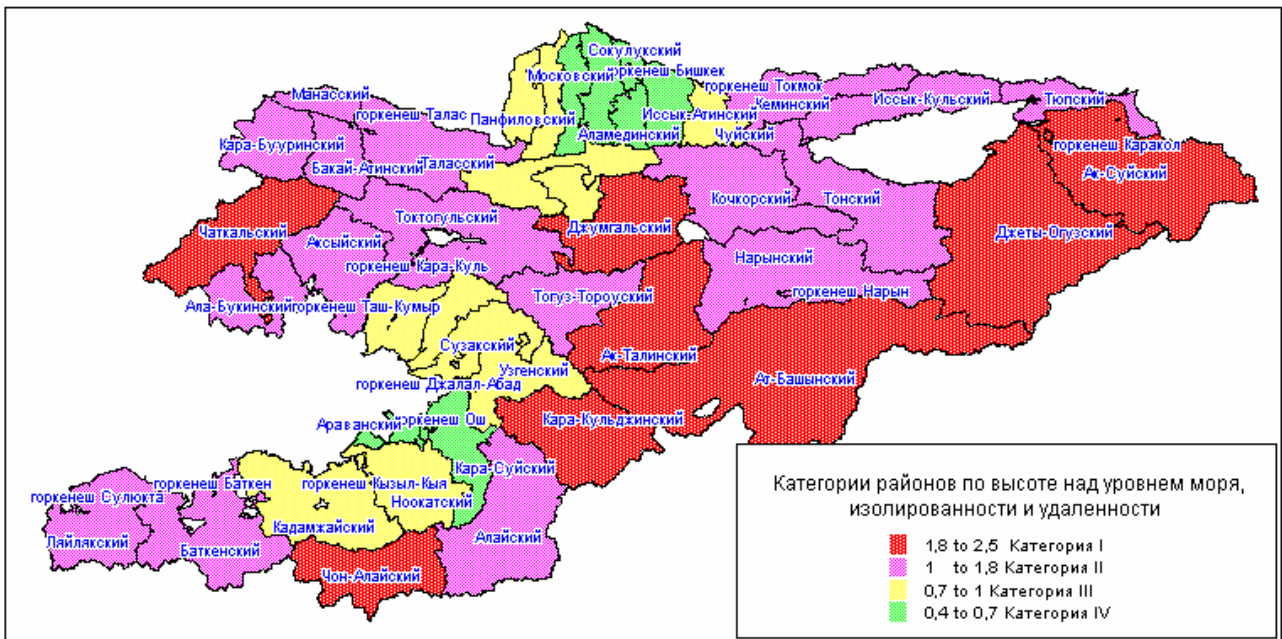 Сокулукский
Московский
горкенеш Бишкек
горкенеш Токмок
Манасский
Кеминский
Иссык-Кульский
Тюпский
горкенеш Талас
Панфиловский
Иссык-Атинский
Аламединский
Чуйский
Кара-Бууринский
Бакай-Атинский
Таласский
горкенеш Каракол
Ак-Суйский
Кочкорский
Тонский
Токтогульский
Чаткальский
Аксыйский
Джумгальский
Джеты-Огузский
Нарынский
горкенеш Кара-Куль
горкенеш Нарын
Тогуз-Тороуский
Ала-Букинский
горкенеш Таш-Кумыр
Сузакский
Ак-Талинский
Узгенский
Ат-Башынский
горкенеш Джалал-Абад
Араванский
горкенеш Ош
Кара-Кульджинский
Кара-Суйский
горкенеш Баткен
горкенеш Кызыл-Кыя
горкенеш Сулюкта
Ноокатский
Кадамжайский
Алайский
Ляйлякский
Баткенский
Чон-Алайский
Категории районов по высоте над уровнем моря,
изолированности и удаленности
1,8 to 2,5 Категория I
1 to 1,8 Категория II
0,7 to 1 Категория III
0,4 to 0,7 Категория IV